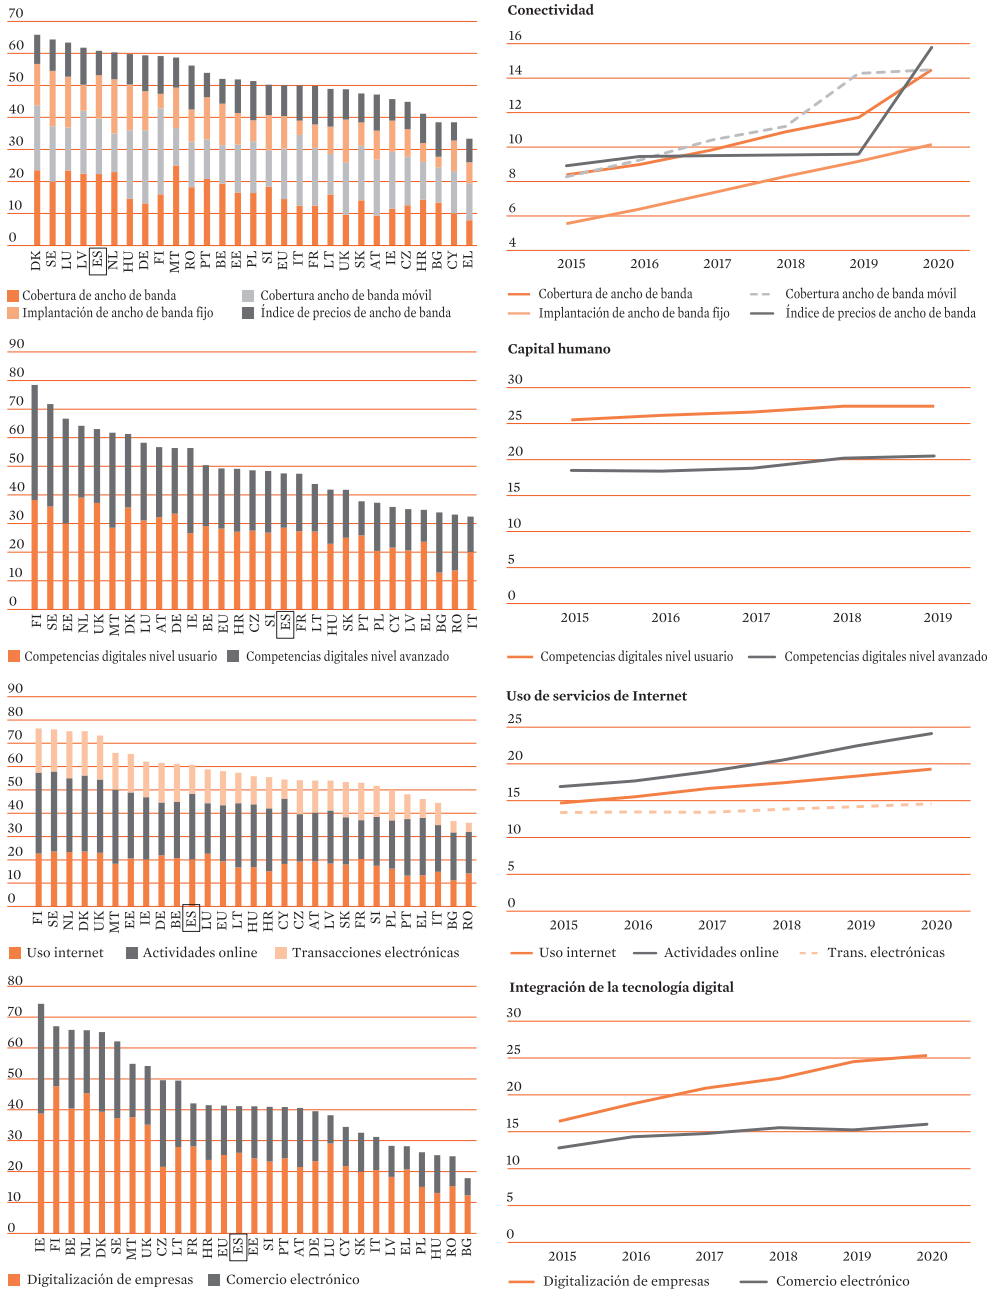 70
60
50
40
30
20
10
0
DK SE LU LV ES NL HU DE FI MT RO PT BE EE PL SI EU IT FR LT UK SK AT IE CZ HR BG CY EL
Cobertura de ancho de banda
Cobertura ancho de banda móvil
Implantación de ancho de banda fijo
Índice de precios de ancho de banda
Conectividad
16
14
12
10
8
6
4
2015 2016 2017 2018 2019 2020
Cobertura de ancho de banda
Cobertura ancho de banda móvil
Implantación de ancho de banda fijo
Índice de precios de ancho de banda
90
80
70
60
50
40
30
20
10
0
FI SE EE NL UK MT DK LU AT DE IE BE EU HR CZ SI ES FR LT HU SK PT PL CY LV EL BG RO IT
Competencias digitales nivel usuario
Competencias digitales nivel avanzado
Capital humano
30
25
20
15
10
5
0
2015 2016 2017 2018 2019
Competencias digitales nivel usuario
Competencias digitales nivel avanzado
90
80
70
60
50
40
30
20
10
0
FI SE NL DK UK MT EE IE DE BE ES LU EU LT HU HR CY CZ AT LV SK FR SI PL PT EL IT BG RO
Uso internet
Actividades online
Transacciones electrónicas
Uso de servicios de Internet
25
20
15
10
5
0
2015 2016 2017 2018 2019 2020
Uso internet
Actividades online
Trans. electrónicas
80
70
60
50
40
30
20
10
0
IE FI BE NL DK SE MT UK CZ LT FR HR EU ES EE SI PT AT DE LU CY SK IT LV EL PL HU RO BG
Digitalización de empresas
Comercio electrónico
Integración de la tecnología digital
30
25
20
15
10
5
0
2015 2016 2017 2018 2019 2020
Digitalización de empresas
Comercio electrónico